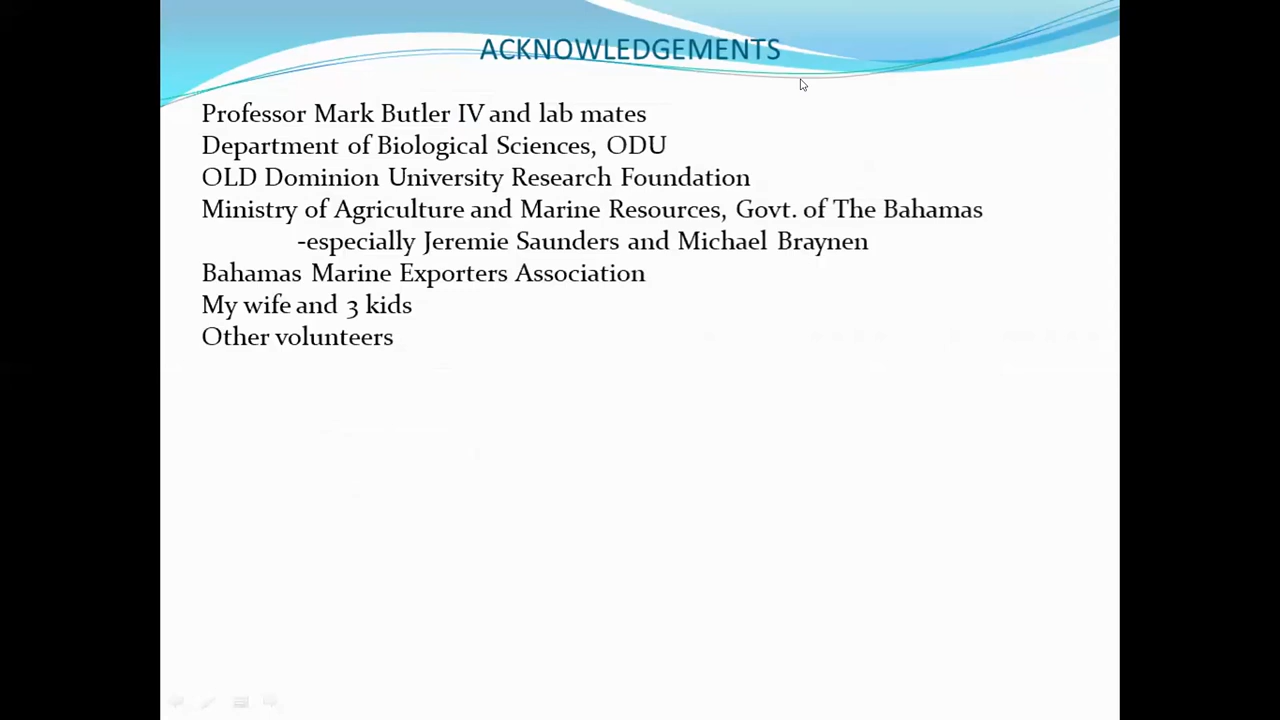 ACKNOWLEDGEMENTS
Professor Mark Butler IV and lab mates
Department of Biological Sciences, ODU
OLD Dominion University Research Foundation
Ministry of Agriculture and Marine Resources, Govt. of The Bahamas
-especially Jeremie Saunders and Michael Braynen
Bahamas Marine Exporters Association
My wife and 3 kids
Other volunteers